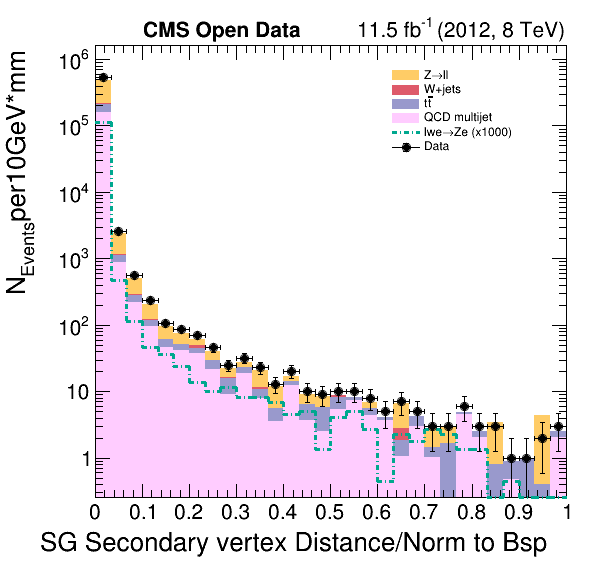 CMS Open Data 11.5 fb⁻¹ (2012, 8 TeV)
N_Events per10GeV*mm
Z→ll
W+jets
tt̄
QCD multijet
lwe→Ze (x1000)
Data
10⁶
10⁵
10⁴
10³
10²
10
1
0 0.1 0.2 0.3 0.4 0.5 0.6 0.7 0.8 0.9 1
SG Secondary vertex Distance/Norm to Bsp